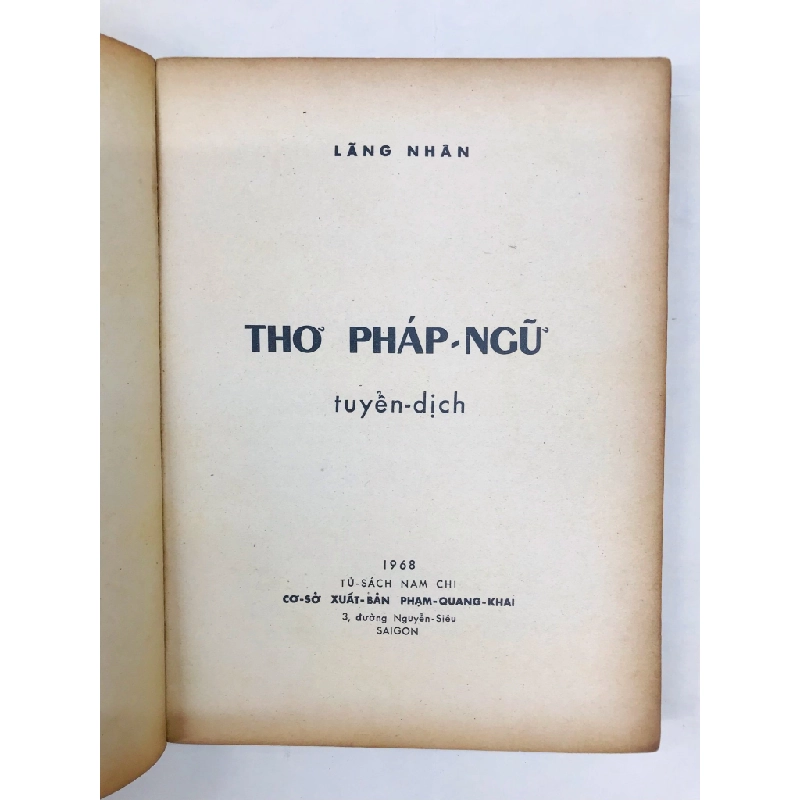 LÃNG NHÂN
THƠ PHÁP-NGỮ
tuyển-dịch
1968
TỦ-SÁCH NAM CHI
CƠ-SỞ XUẤT-BẢN PHẠM-QUANG-KHAI
3, đường Nguyễn-Siêu
SAIGON